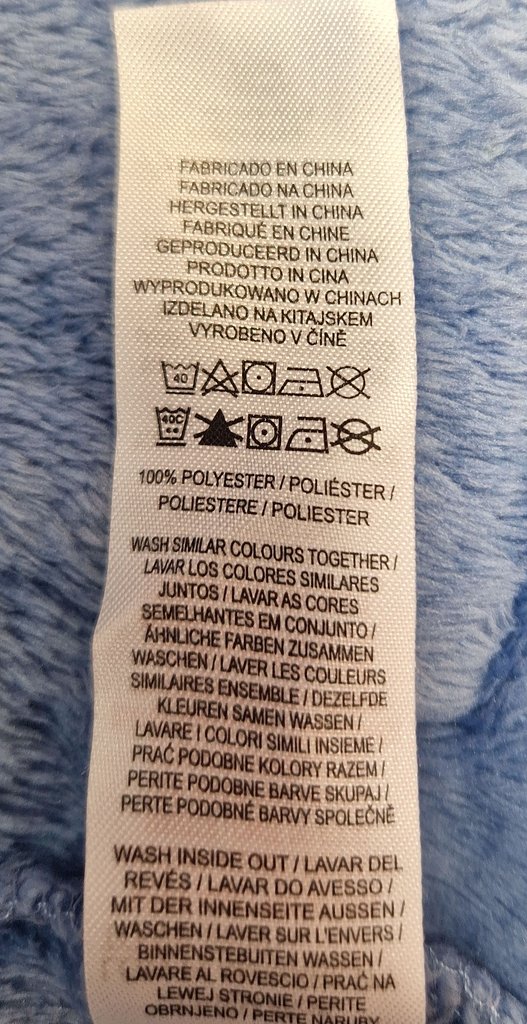 FABRICADO EN CHINA
FABRICADO NA CHINA
HERGESTELLT IN CHINA
FABRIQUÉ EN CHINE
GEPRODUCEERD IN CHINA
PRODOTTO IN CINA
WYPRODUKOWANO W CHINACH
IZDELANO NA KITAJSKEM
VYROBENO V ČÍNĚ
40
40C
100% POLYESTER / POLIÉSTER /
POLIESTERE / POLIESTER
WASH SIMILAR COLOURS TOGETHER /
LAVAR LOS COLORES SIMILARES
JUNTOS / LAVAR AS CORES
SEMELHANTES EM CONJUNTO /
ÄHNLICHE FARBEN ZUSAMMEN
WASCHEN / LAVER LES COULEURS
SIMILAIRES ENSEMBLE / DEZELFDE
KLEUREN SAMEN WASSEN /
LAVARE I COLORI SIMILI INSIEME /
PRAĆ PODOBNE KOLORY RAZEM /
PERITE PODOBNE BARVE SKUPAJ /
PERTE PODOBNÉ BARVY SPOLEČNĚ
WASH INSIDE OUT / LAVAR DEL
REVÉS / LAVAR DO AVESSO /
MIT DER INNENSEITE AUSSEN /
WASCHEN / LAVER SUR L'ENVERS /
BINNENSTEBUITEN WASSEN /
LAVARE AL ROVESCIO / PRAĆ NA
LEWEJ STRONIE / PERITE
OBRNJENO / PERTE NARUBY